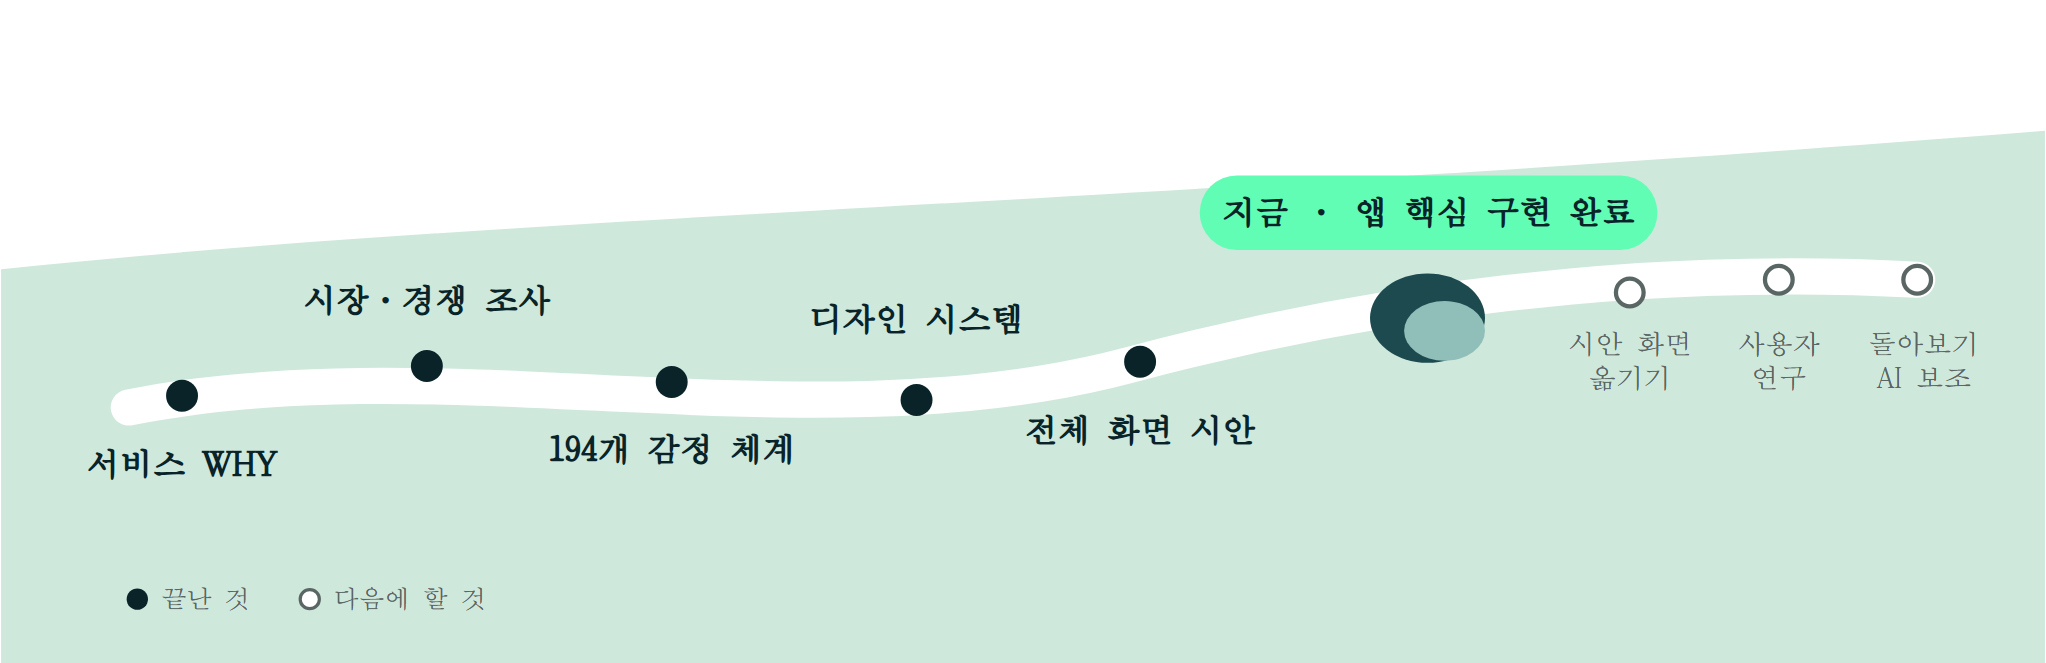 지금 · 앱 핵심 구현 완료
시장·경쟁 조사
디자인 시스템
시안 화면
옮기기
사용자
연구
돌아보기
AI 보조
서비스 WHY
194개 감정 체계
전체 화면 시안
끝난 것
다음에 할 것